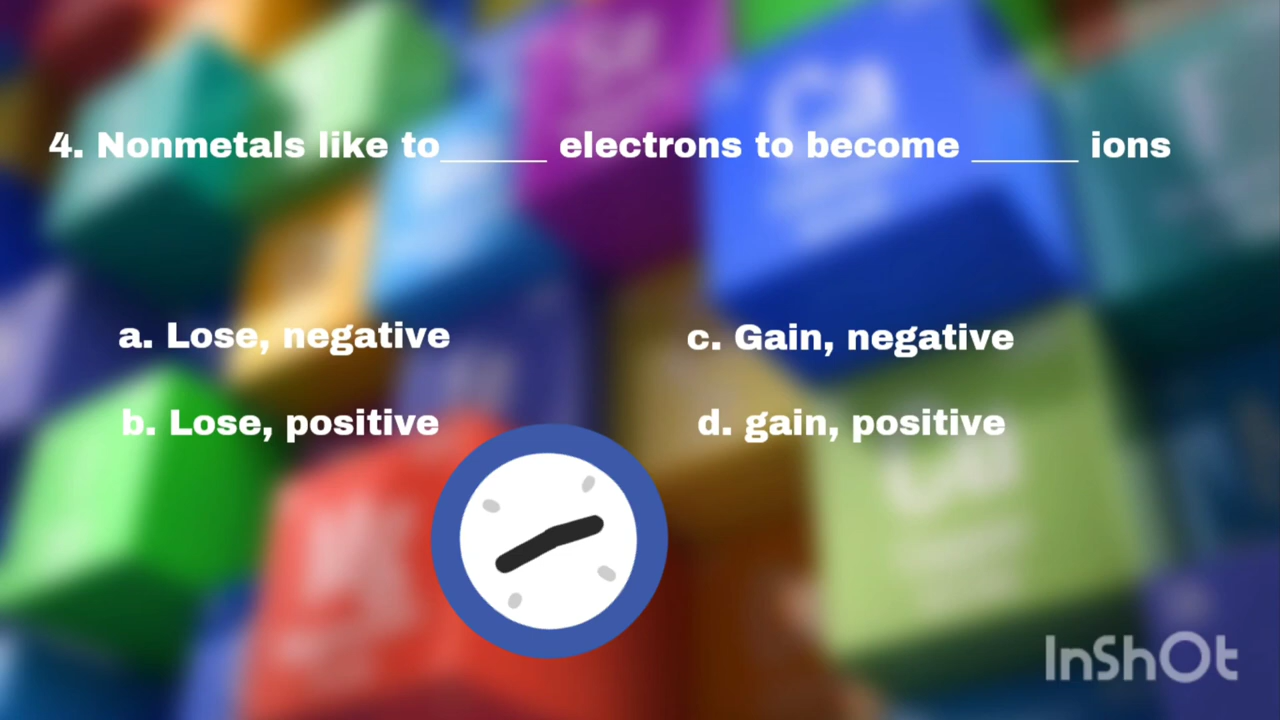 4. Nonmetals like to______ electrons to become ______ ions
a. Lose, negative
b. Lose, positive
c. Gain, negative
d. gain, positive
InShOt